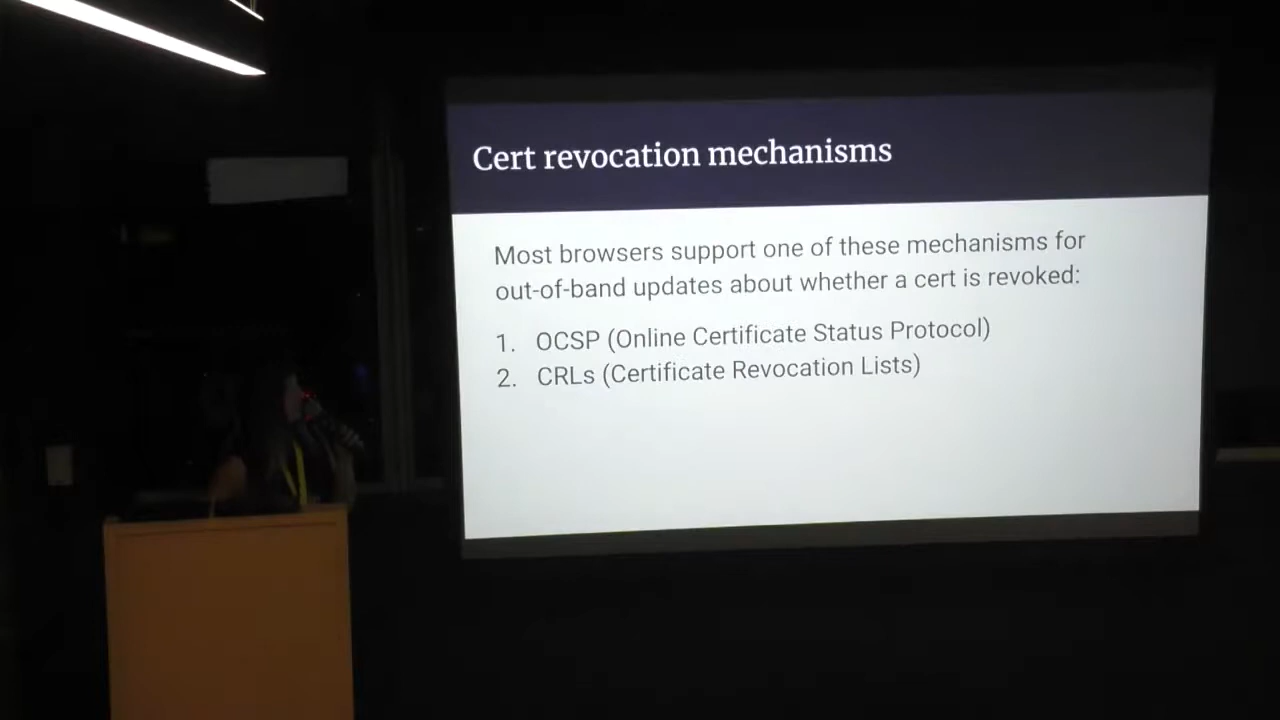 Cert revocation mechanisms
Most browsers support one of these mechanisms for
out-of-band updates about whether a cert is revoked:
1. OCSP (Online Certificate Status Protocol)
2. CRLs (Certificate Revocation Lists)